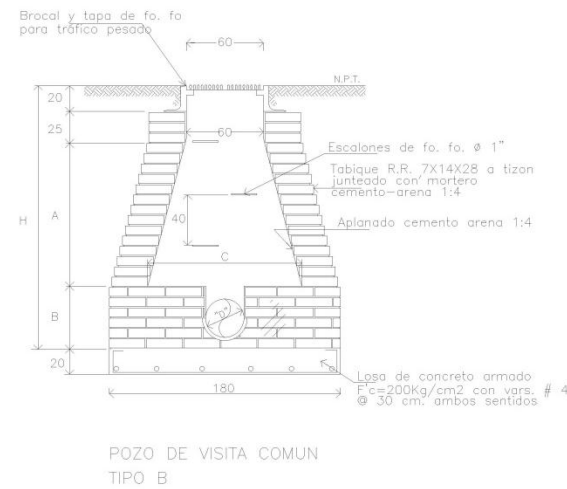 Brocal y tapa de fo. fo
para tráfico pesado
60
N.P.T.
20
25
60
Escalones de fo. fo. ø 1"
Tabique R.R. 7X14X28 a tizon
junteado con' mortero
cemento-arena 1:4
40
Aplanado cemento arena 1:4
H
A
C
B
"D"
20
180
Losa de concreto armado
F'c=200Kg/cm2 con vars. # 4
@ 30 cm. ambos sentidos
POZO DE VISITA COMUN
TIPO B